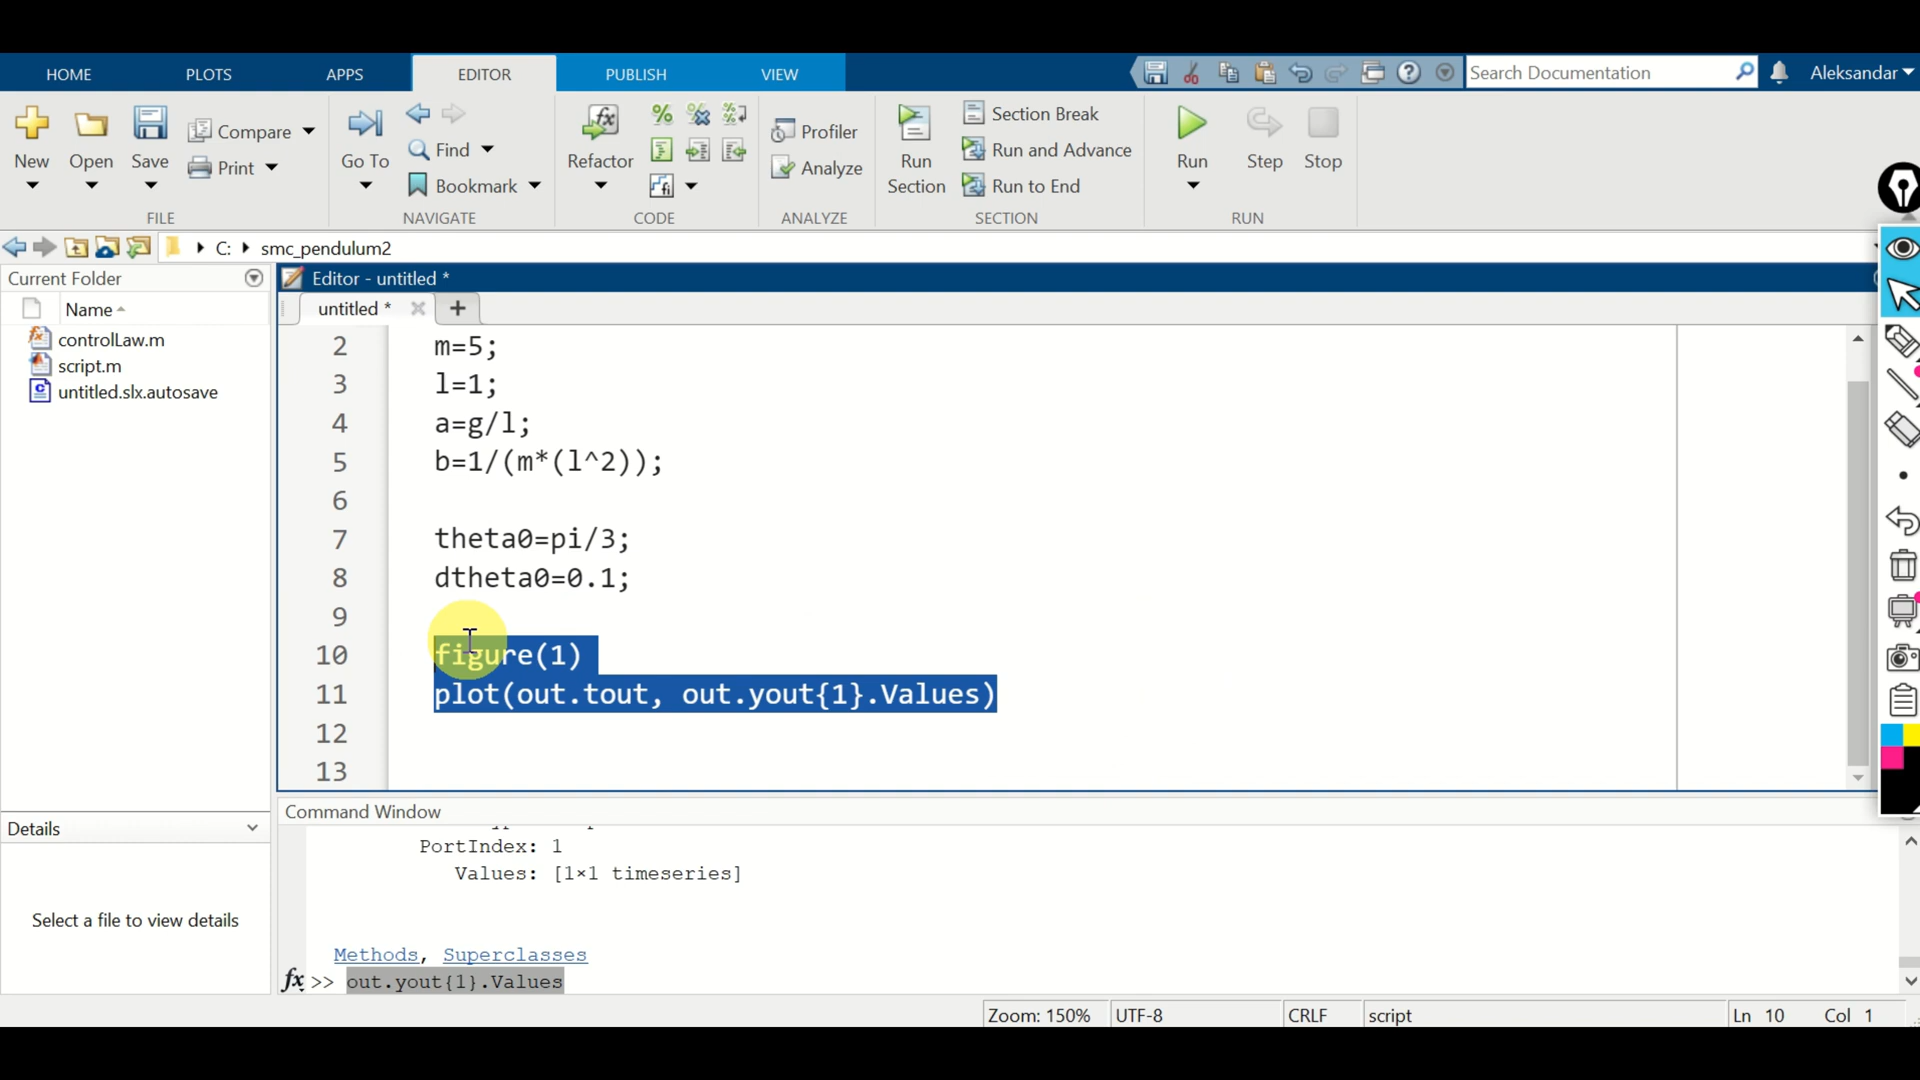 HOME PLOTS APPS EDITOR PUBLISH VIEW Search Documentation Aleksandar
New Open Save Compare Print Go To Find Bookmark Refactor Profiler Analyze Run Section Section Break Run and Advance Run to End Run Step Stop
FILE NAVIGATE CODE ANALYZE SECTION RUN
C: smc_pendulum2
Current Folder
Name
controlLaw.m
script.m
untitled.slx.autosave
Details
Select a file to view details
Editor - untitled *
untitled * +
2 m=5;
3 l=1;
4 a=g/l;
5 b=1/(m*(l^2));
6
7 theta0=pi/3;
8 dtheta0=0.1;
9
10 figure(1)
11 plot(out.tout, out.yout{1}.Values)
12
13
Command Window
PortIndex: 1
Values: [1×1 timeseries]
Methods, Superclasses
fx >> out.yout{1}.Values
Zoom: 150% UTF-8 CRLF script Ln 10 Col 1